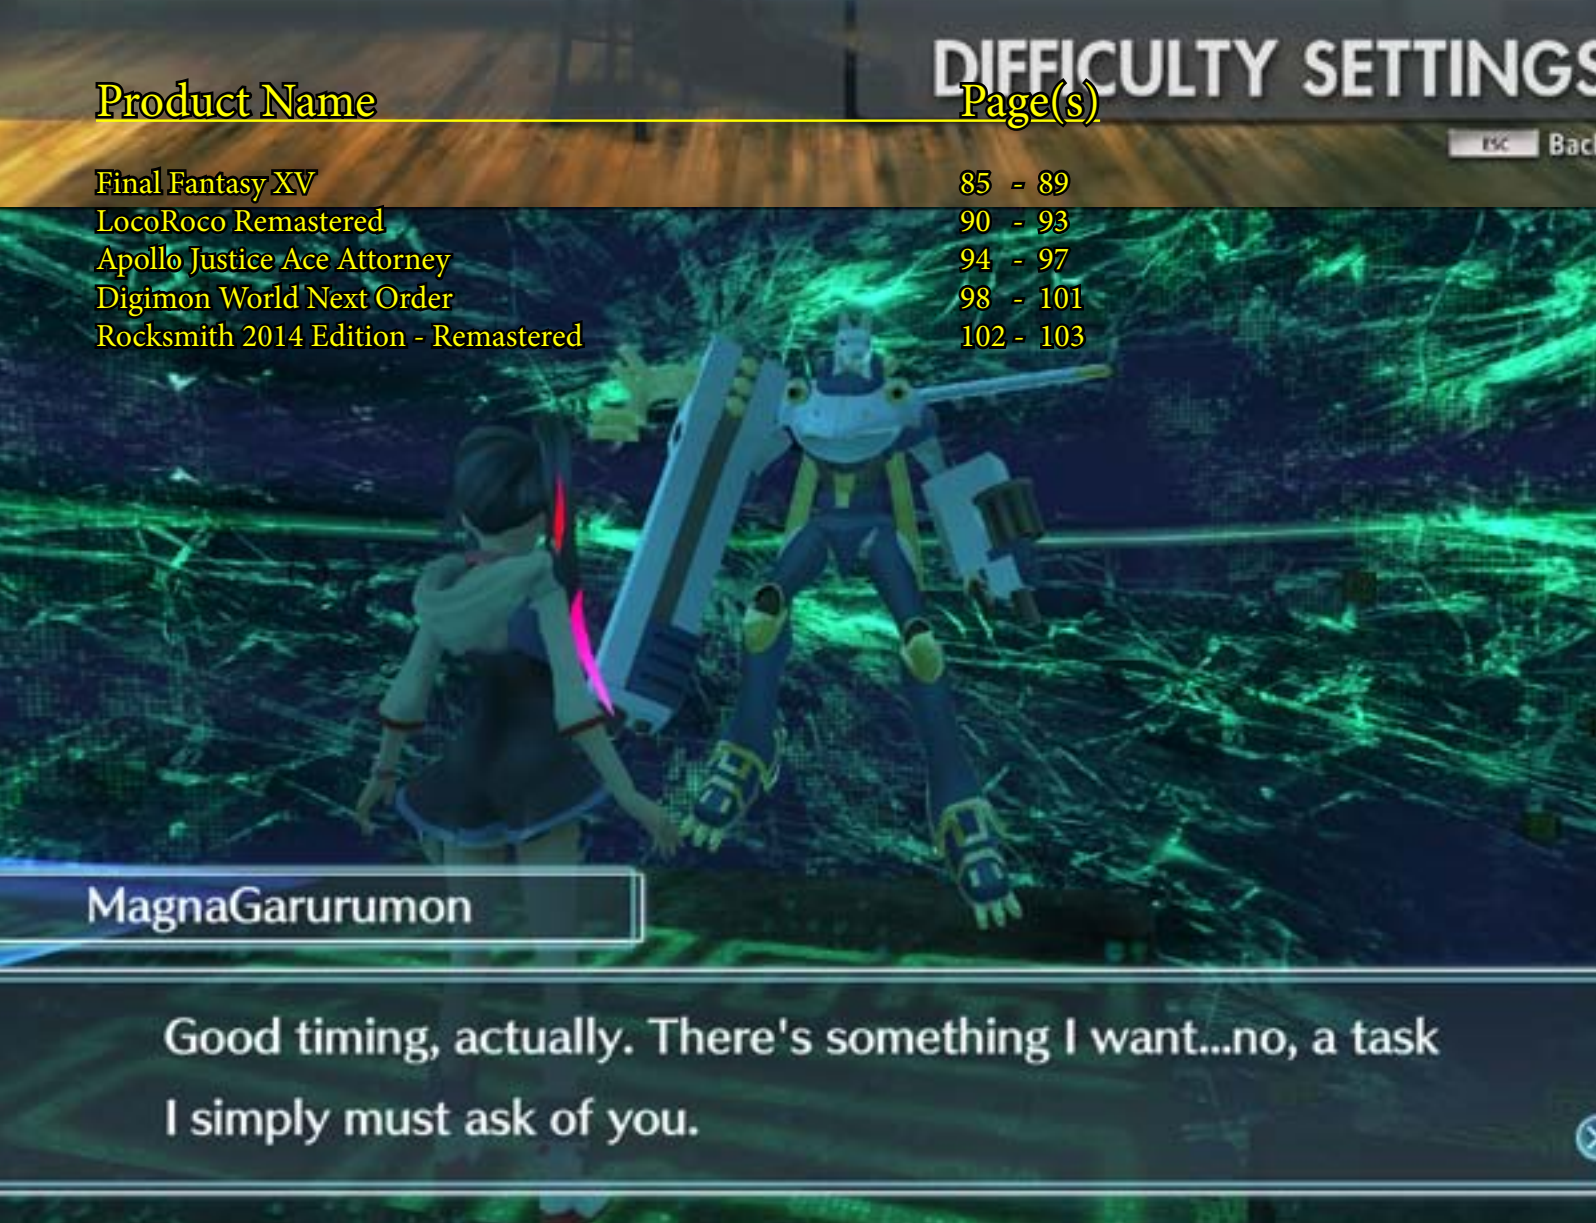 DIFFICULTY SETTINGS
Product Name Page(s)
ESC Back
Final Fantasy XV 85 - 89
LocoRoco Remastered 90 - 93
Apollo Justice Ace Attorney 94 - 97
Digimon World Next Order 98 - 101
Rocksmith 2014 Edition - Remastered 102 - 103
MagnaGarurumon
Good timing, actually. There's something I want...no, a task
I simply must ask of you.